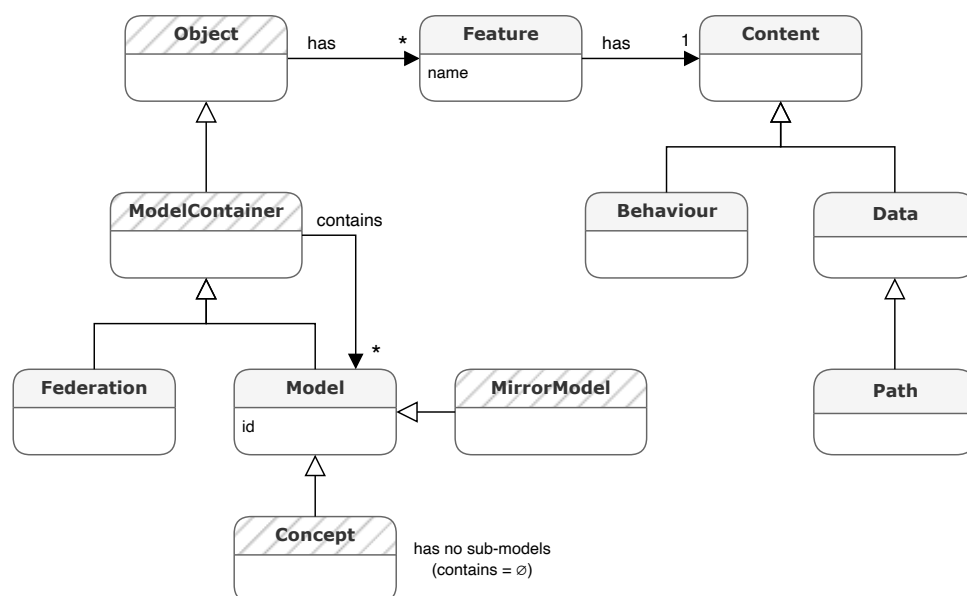 Object
has
*
Feature
name
has
1
Content
ModelContainer
contains
*
Behaviour
Data
Federation
Model
id
MirrorModel
Path
Concept
has no sub-models
(contains = ∅)